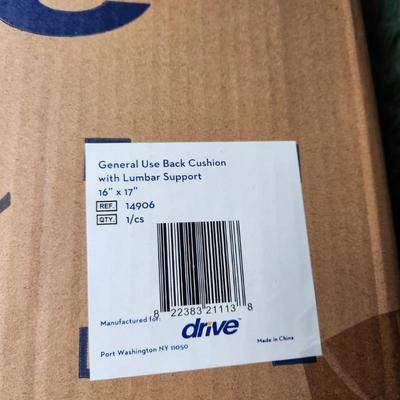 General Use Back Cushion
with Lumbar Support
16" x 17"
REF. 14906
QTY. 1/cs
8 22383 21113 8
Manufactured for: drive™
Port Washington NY 11050 Made in China